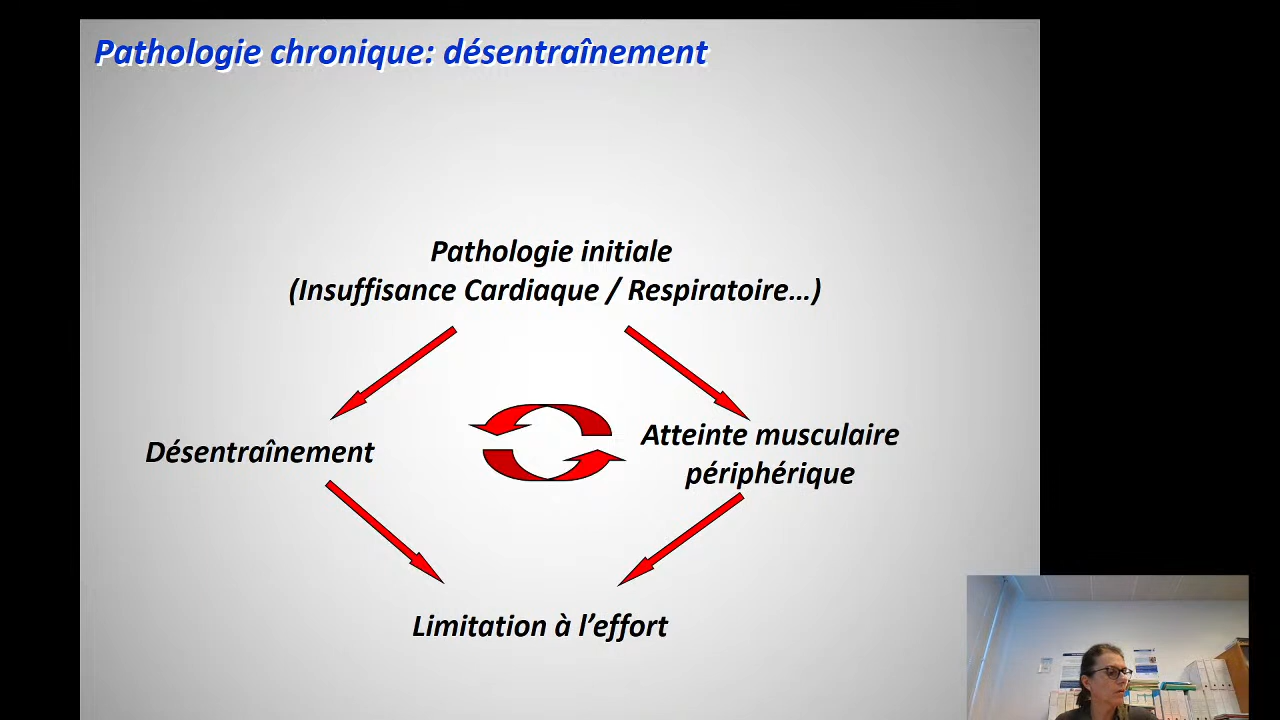 Pathologie chronique: désentraînement
Pathologie initiale
(Insuffisance Cardiaque / Respiratoire...)
Désentraînement
Atteinte musculaire
périphérique
Limitation à l’effort